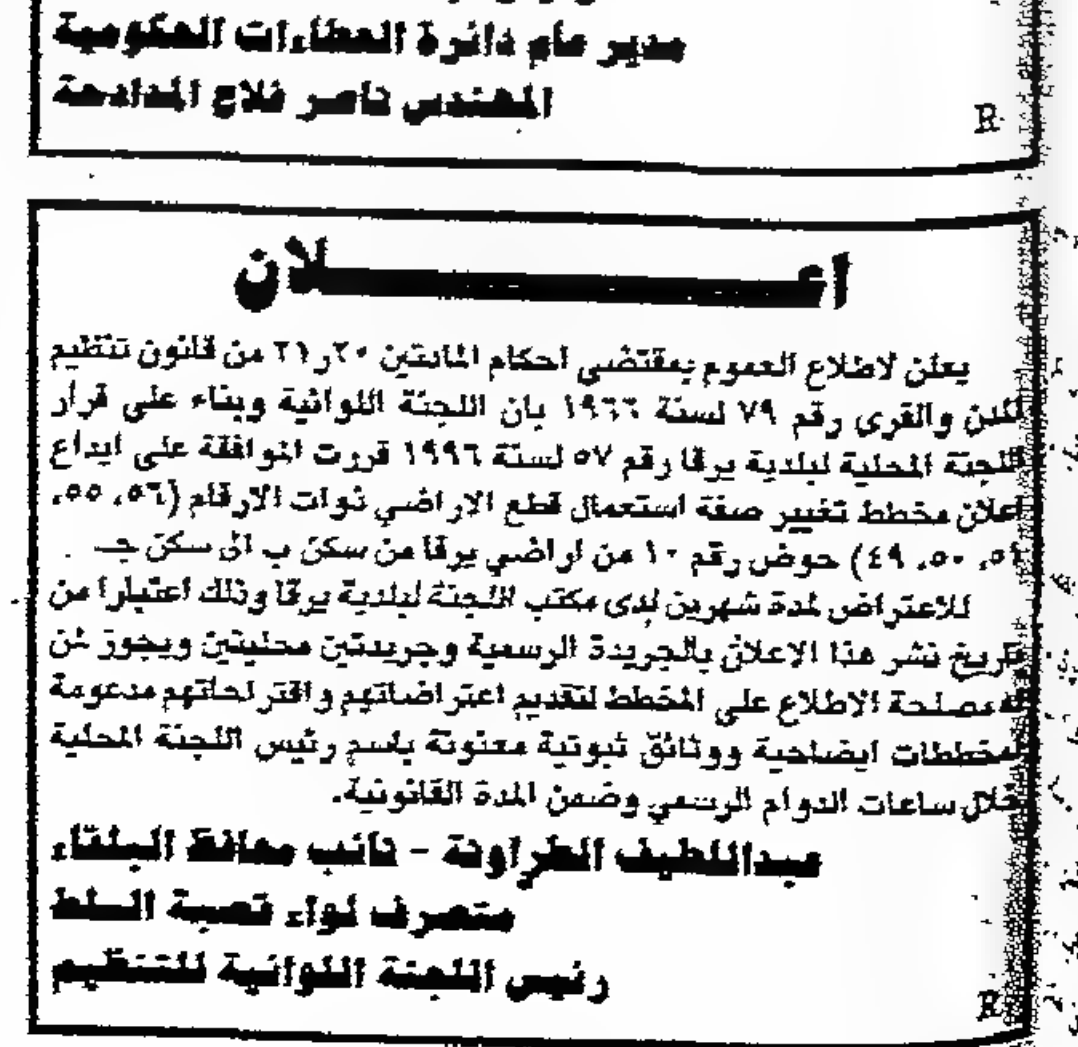 مدير عام دائرة العطاءات الحكومية
المهندس ناصر فلاح المدادحة
R
اعـــــــلان
يعلن لاطلاع العموم بمقتضى احكام المادتين ٢٠ و ٢١ من قانون تنظيم
المدن والقرى رقم ٧٩ لسنة ١٩٦٦ بان اللجنة اللوائية وبناء على قرار
اللجنة المحلية لبلدية يرقا رقم ٥٧ لسنة ١٩٩٦ قررت الموافقة على ايداع
اعلان مخطط تغيير صفة استعمال قطع الاراضي ذوات الارقام (٥٦، ٥٥،
٥١، ٥٠، ٤٩) حوض رقم ١٠ من اراضي يرقا من سكن ب الى سكن جـ
للاعتراض لمدة شهرين لدى مكتب اللجنة لبلدية يرقا وذلك اعتبارا من
تاريخ نشر هذا الاعلان بالجريدة الرسمية وجريدتين محليتين ويجوز لمن
له مصلحة الاطلاع على المخطط لتقديم اعتراضاتهم واقتراحاتهم مدعومة
بمخططات ايضاحية ووثائق ثبوتية معنونة باسم رئيس اللجنة المحلية
خلال ساعات الدوام الرسمي وضمن المدة القانونية.
عبداللطيف الطراونة - نائب محافظ البلقاء
متصرف لواء قصبة السلط
رئيس اللجنة اللوائية للتنظيم
R